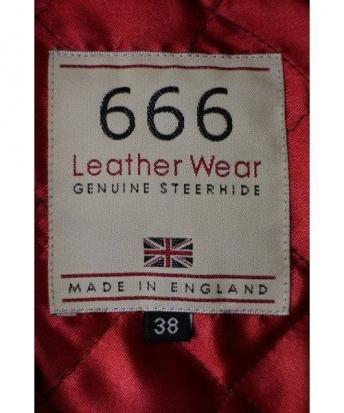 666
Leather Wear
GENUINE STEERHIDE
MADE IN ENGLAND
38